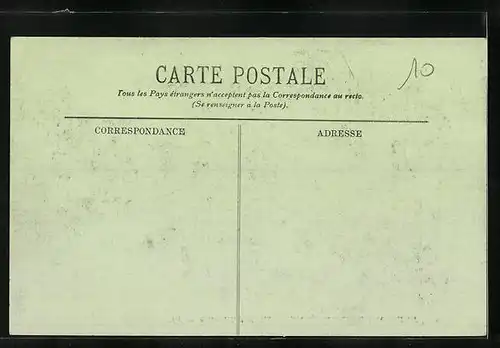 CARTE POSTALE
10
Tous les Pays étrangers n'acceptent pas la Correspondance au recto.
(Se renseigner à la Poste).
CORRESPONDANCE
ADRESSE